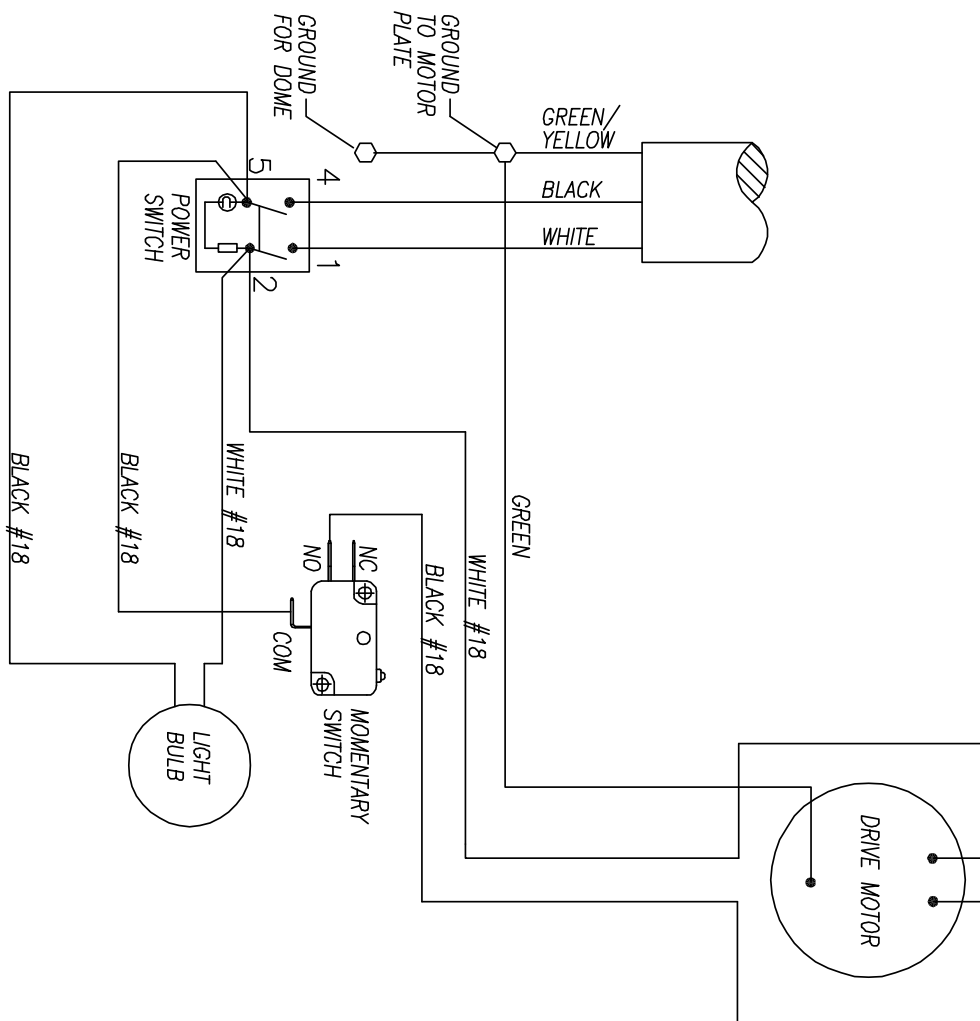 GROUND
FOR DOME
GROUND
TO MOTOR
PLATE
GREEN/
YELLOW
BLACK
WHITE
5
4
POWER
SWITCH
2
1
BLACK #18
BLACK #18
WHITE #18
GREEN
WHITE #18
BLACK #18
NO
NC
COM
MOMENTARY
SWITCH
LIGHT
BULB
DRIVE MOTOR